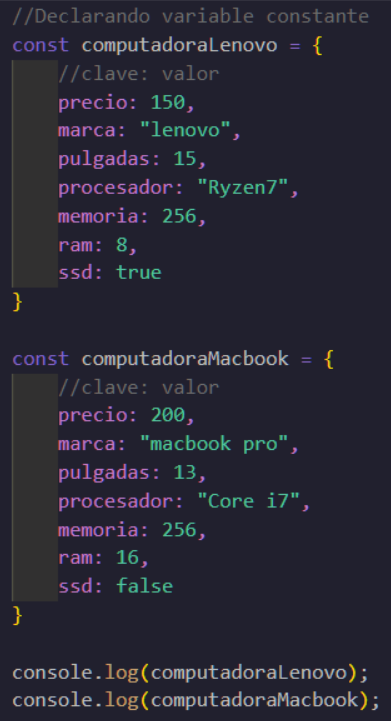 //Declarando variable constante
const computadoraLenovo = {
    //clave: valor
    precio: 150,
    marca: "lenovo",
    pulgadas: 15,
    procesador: "Ryzen7",
    memoria: 256,
    ram: 8,
    ssd: true
}

const computadoraMacbook = {
    //clave: valor
    precio: 200,
    marca: "macbook pro",
    pulgadas: 13,
    procesador: "Core i7",
    memoria: 256,
    ram: 16,
    ssd: false
}

console.log(computadoraLenovo);
console.log(computadoraMacbook);